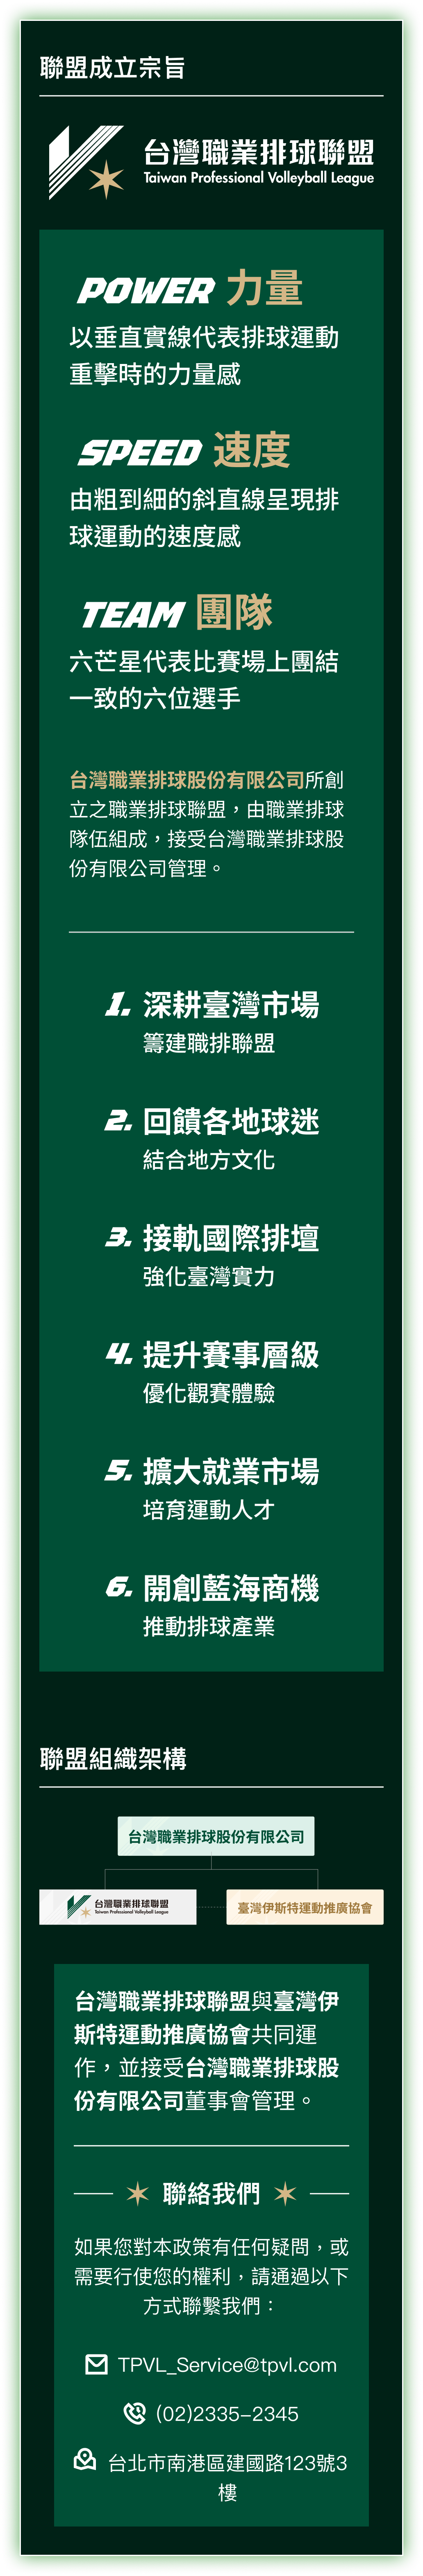 聯盟成立宗旨
台灣職業排球聯盟
Taiwan Professional Volleyball League
POWER 力量
以垂直實線代表排球運動
重擊時的力量感
SPEED 速度
由粗到細的斜直線呈現排
球運動的速度感
TEAM 團隊
六芒星代表比賽場上團結
一致的六位選手
台灣職業排球股份有限公司所創
立之職業排球聯盟，由職業排球
隊伍組成，接受台灣職業排球股
份有限公司管理。
1. 深耕臺灣市場
籌建職排聯盟
2. 回饋各地球迷
結合地方文化
3. 接軌國際排壇
強化臺灣實力
4. 提升賽事層級
優化觀賽體驗
5. 擴大就業市場
培育運動人才
6. 開創藍海商機
推動排球產業
聯盟組織架構
台灣職業排球股份有限公司
台灣職業排球聯盟
Taiwan Professional Volleyball League
臺灣伊斯特運動推廣協會
台灣職業排球聯盟與臺灣伊
斯特運動推廣協會共同運
作，並接受台灣職業排球股
份有限公司董事會管理。
聯絡我們
如果您對本政策有任何疑問，或
需要行使您的權利，請通過以下
方式聯繫我們：
TPVL_Service@tpvl.com
(02)2335-2345
台北市南港區建國路123號3
樓